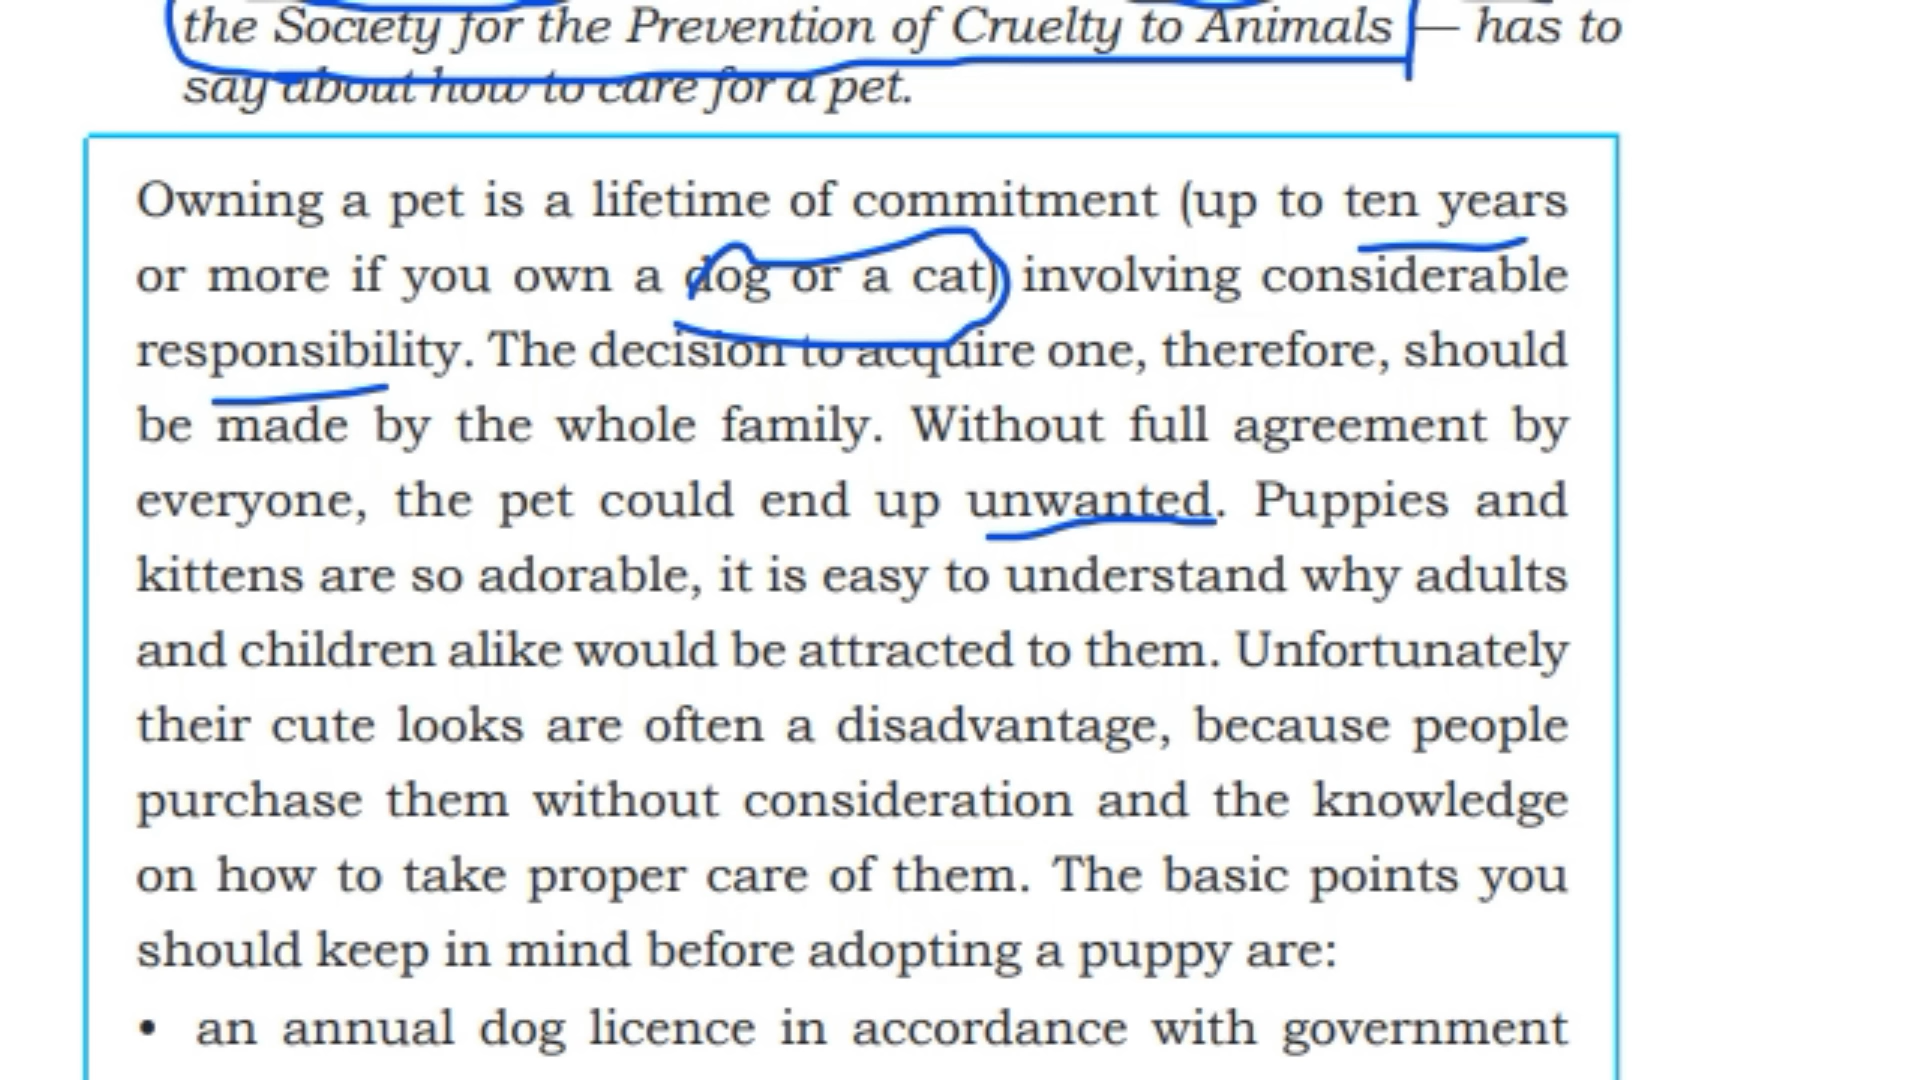 the Society for the Prevention of Cruelty to Animals — has to
say about how to care for a pet.
Owning a pet is a lifetime of commitment (up to ten years
or more if you own a dog or a cat) involving considerable
responsibility. The decision to acquire one, therefore, should
be made by the whole family. Without full agreement by
everyone, the pet could end up unwanted. Puppies and
kittens are so adorable, it is easy to understand why adults
and children alike would be attracted to them. Unfortunately
their cute looks are often a disadvantage, because people
purchase them without consideration and the knowledge
on how to take proper care of them. The basic points you
should keep in mind before adopting a puppy are:
• an annual dog licence in accordance with government